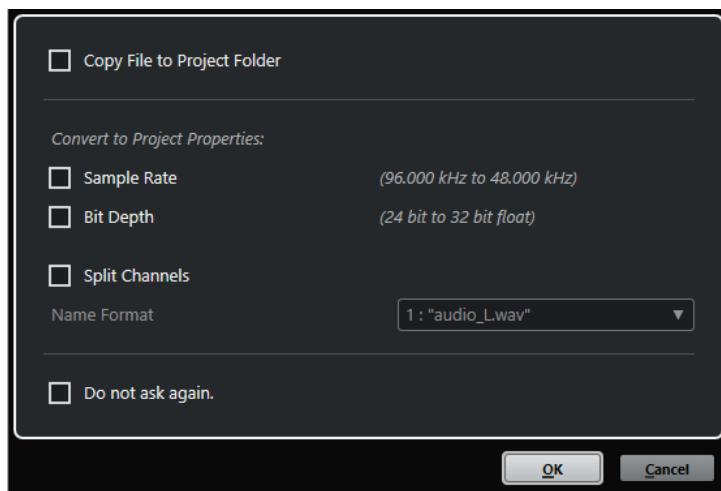 Copy File to Project Folder
Convert to Project Properties:
Sample Rate (96.000 kHz to 48.000 kHz)
Bit Depth (24 bit to 32 bit float)
Split Channels
Name Format 1 : "audio_L.wav"
Do not ask again.
OK Cancel